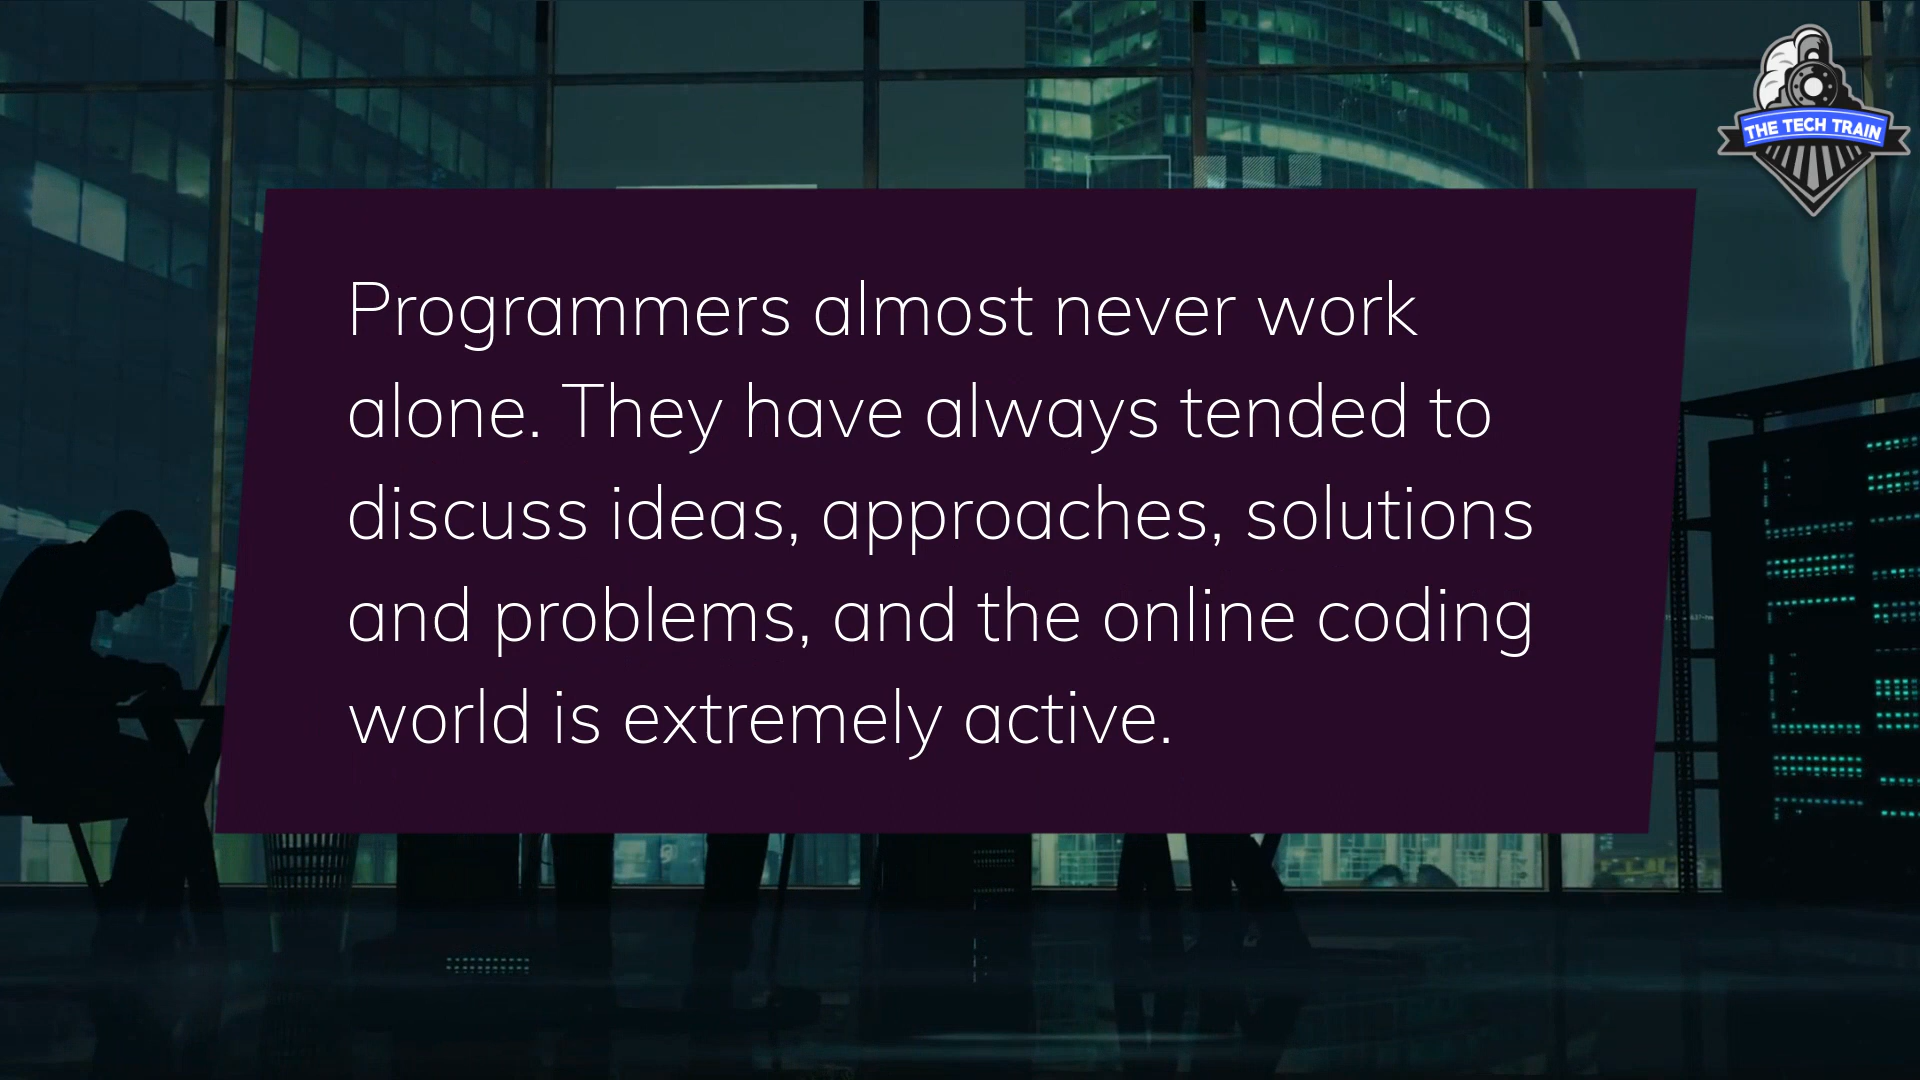 THE TECH TRAIN
Programmers almost never work
alone. They have always tended to
discuss ideas, approaches, solutions
and problems, and the online coding
world is extremely active.